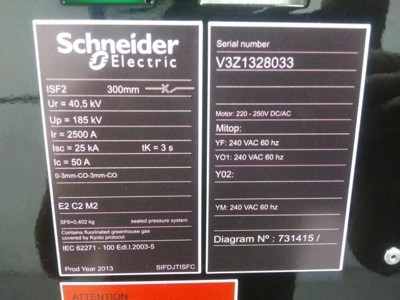 Schneider
Electric
ISF2 300mm
Ur = 40,5 kV
Up = 185 kV
Ir = 2500 A
Isc = 25 kA tK = 3 s
Ic = 50 A
0-3mm-CO-3mm-CO
E2 C2 M2
SF6=0,402 kg sealed pressure system
Contains fluorinated greenhouse gas
covered by Kyoto protocol
IEC 62271 - 100 Edl.I.2003-5
Prod Year 2013 SIFDJTISFC
Serial number
V3Z1328033
Motor: 220 - 250V DC/AC
Mitop:
YF: 240 VAC 60 hz
YO1: 240 VAC 60 hz
Y02:
YM: 240 VAC 60 hz
Diagram Nº : 731415 /
ATTENTION